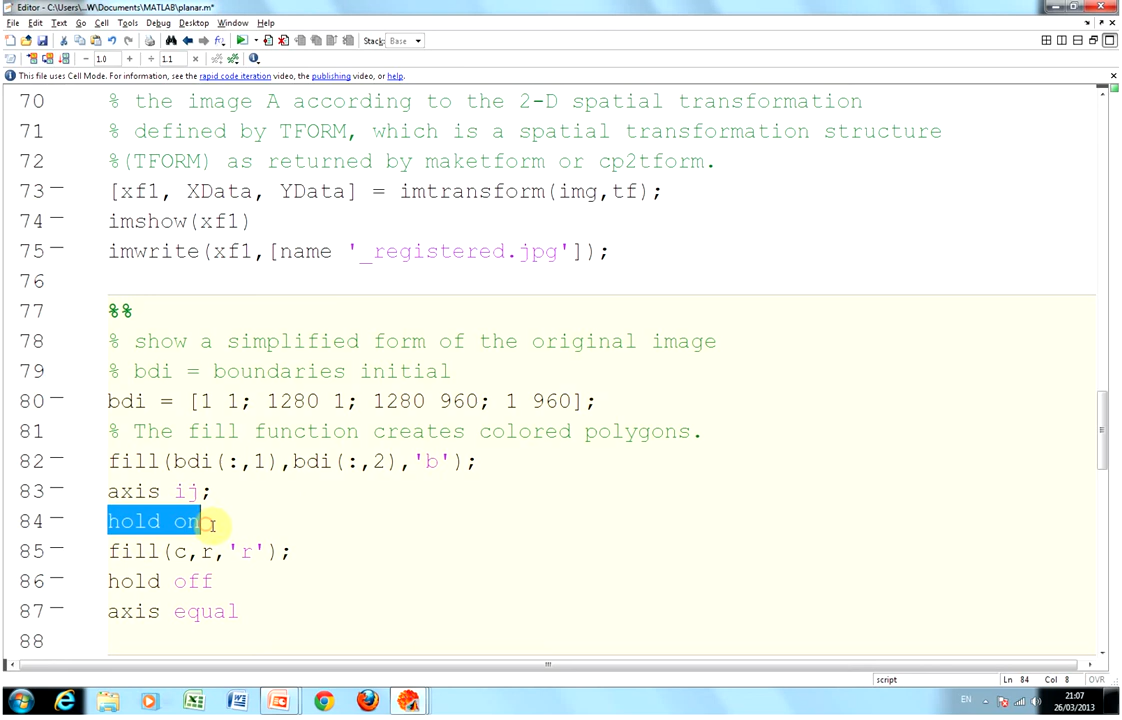 Editor - C:\Users\...W\Documents\MATLAB\planar.m*
File Edit Text Go Cell Tools Debug Desktop Window Help
Stack: Base
1.0 1.1
This file uses Cell Mode. For information, see the rapid code iteration video, the publishing video, or help.
70 % the image A according to the 2-D spatial transformation
71 % defined by TFORM, which is a spatial transformation structure
72 %(TFORM) as returned by maketform or cp2tform.
73 [xf1, XData, YData] = imtransform(img,tf);
74 imshow(xf1)
75 imwrite(xf1,[name '_registered.jpg']);
76
77 %%
78 % show a simplified form of the original image
79 % bdi = boundaries initial
80 bdi = [1 1; 1280 1; 1280 960; 1 960];
81 % The fill function creates colored polygons.
82 fill(bdi(:,1),bdi(:,2),'b');
83 axis ij;
84 hold on
85 fill(c,r,'r');
86 hold off
87 axis equal
88
script Ln 84 Col 8 OVR
EN
21:07
26/03/2013